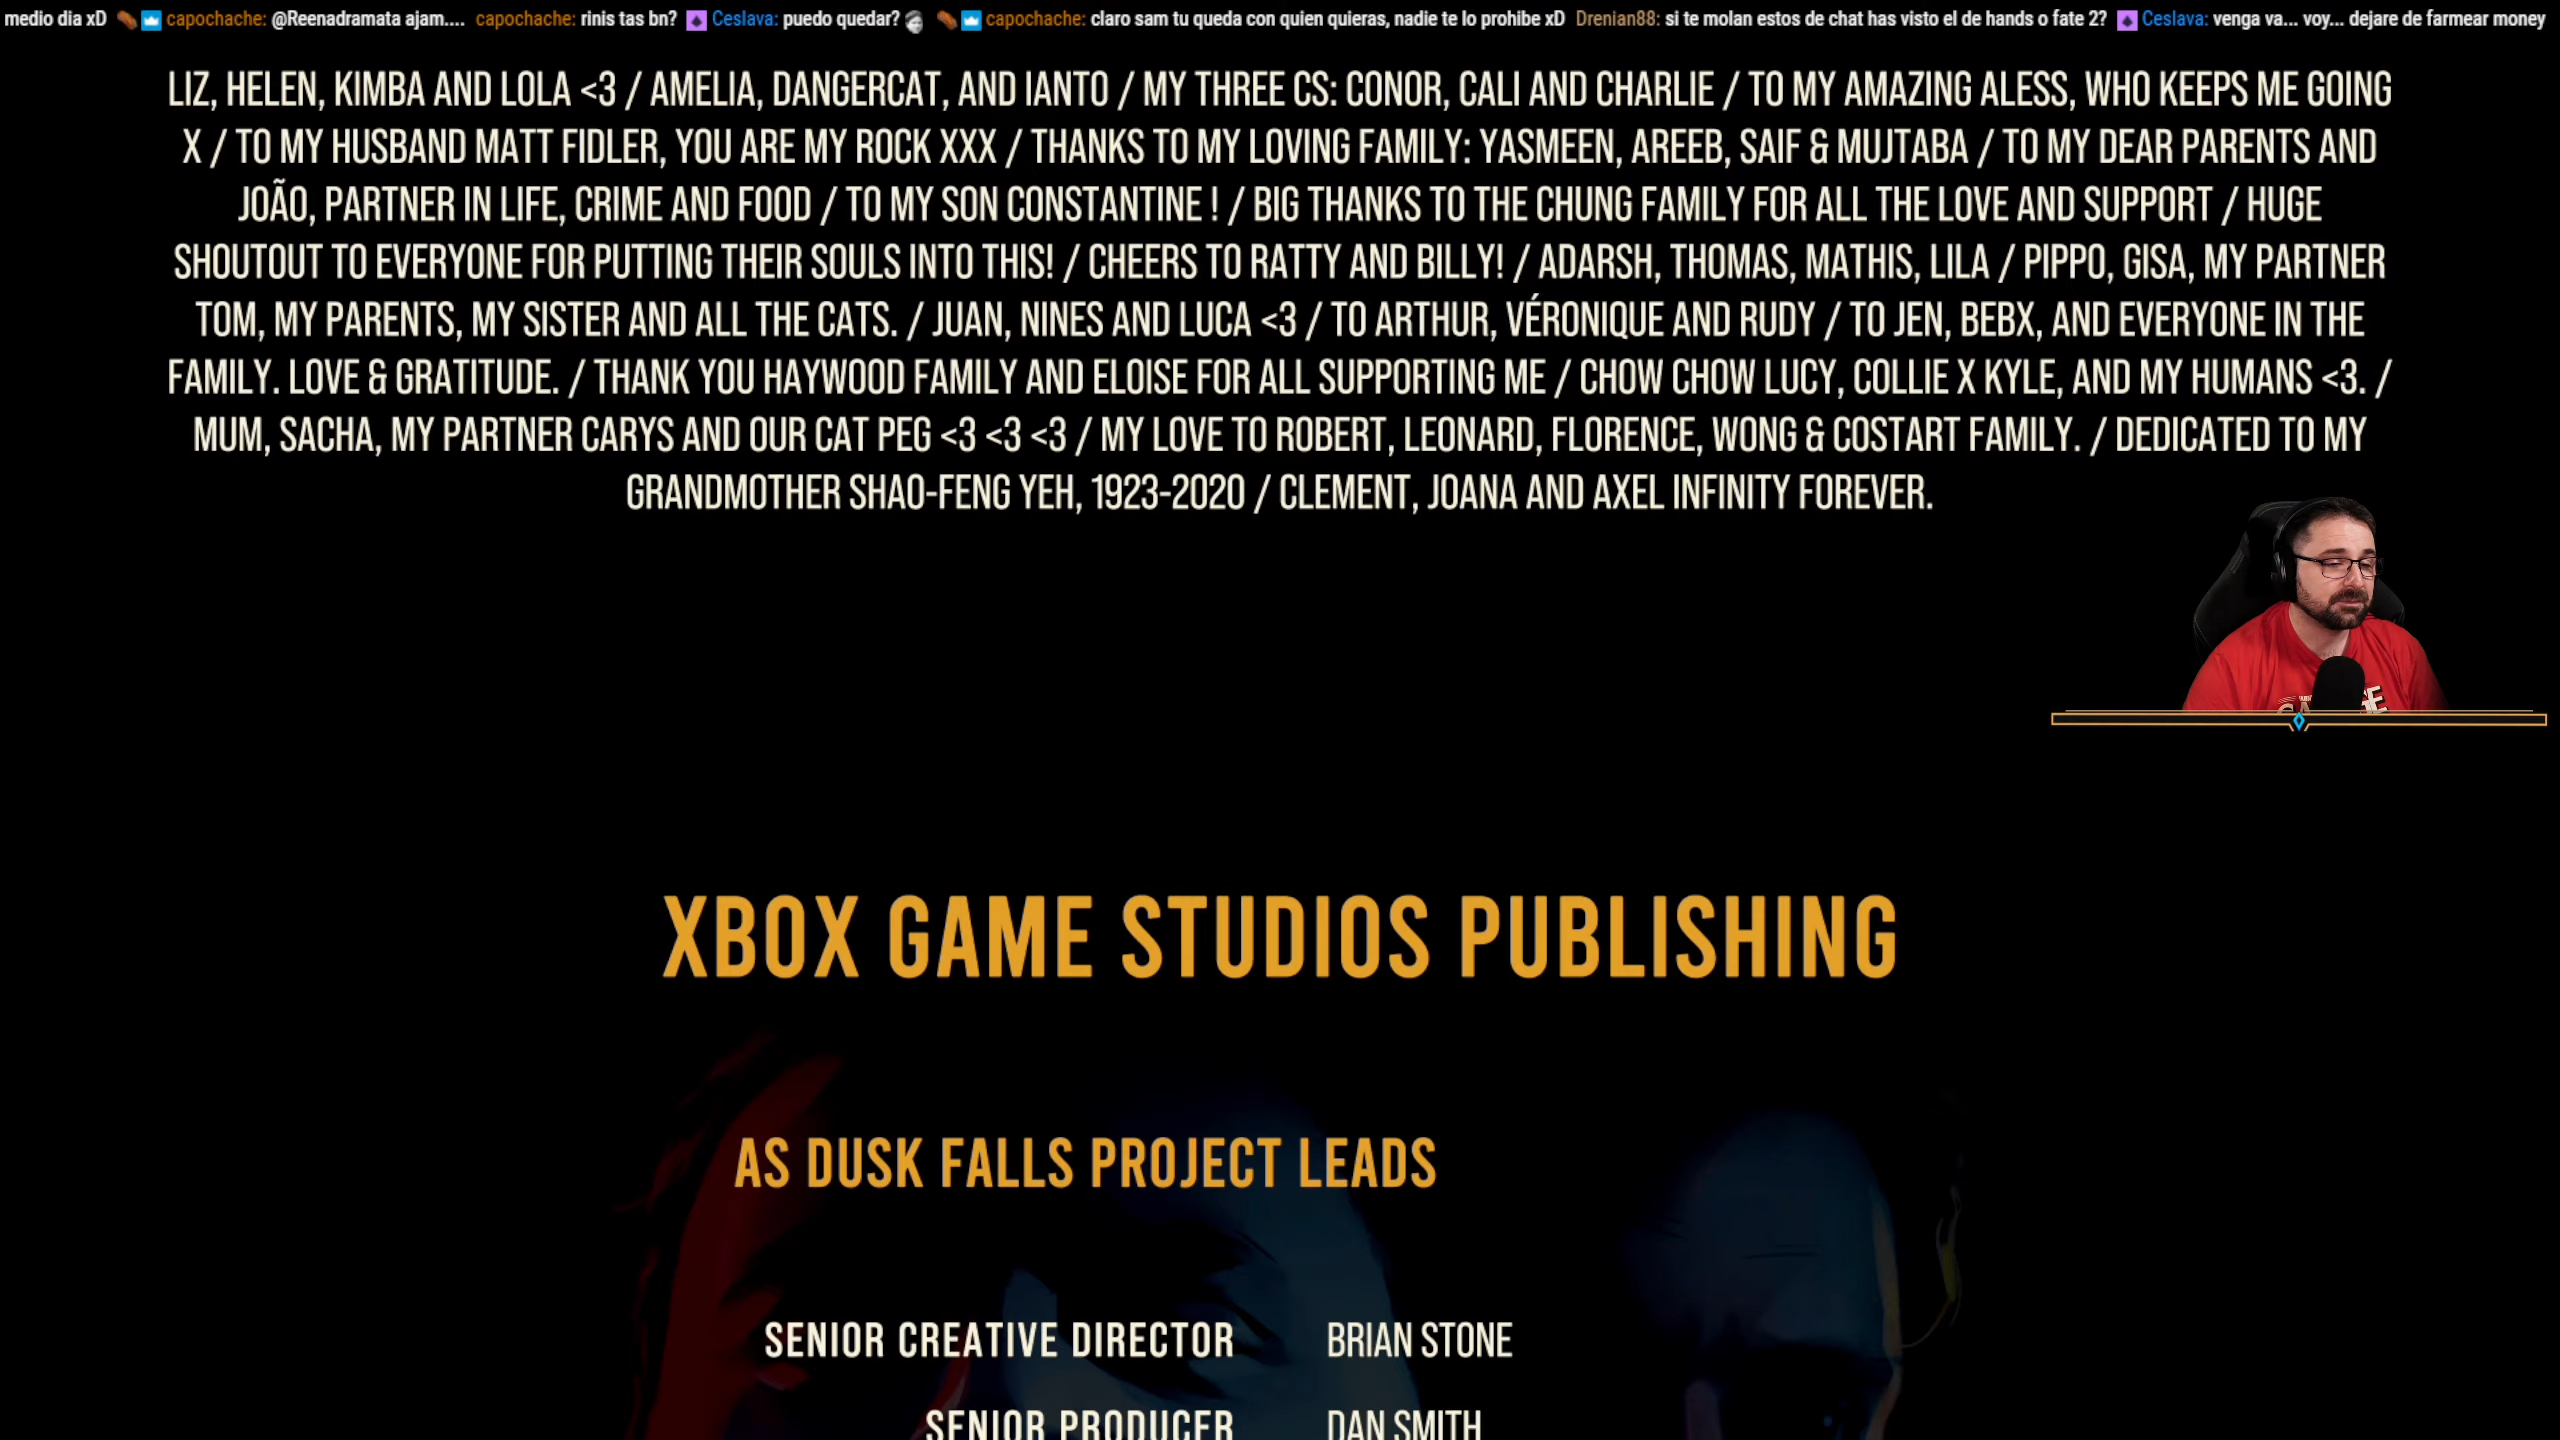 medio dia xD capochache: @Reenadramata ajam.... capochache: rinis tas bn? Ceslava: puedo quedar? capochache: claro sam tu queda con quien quieras, nadie te lo prohibe xD Drenian88: si te molan estos de chat has visto el de hands o fate 2? Ceslava: venga va... voy... dejare de farmear money
LIZ, HELEN, KIMBA AND LOLA <3 / AMELIA, DANGERCAT, AND IANTO / MY THREE CS: CONOR, CALI AND CHARLIE / TO MY AMAZING ALESS, WHO KEEPS ME GOING
X / TO MY HUSBAND MATT FIDLER, YOU ARE MY ROCK XXX / THANKS TO MY LOVING FAMILY: YASMEEN, AREEB, SAIF & MUJTABA / TO MY DEAR PARENTS AND
JOÃO, PARTNER IN LIFE, CRIME AND FOOD / TO MY SON CONSTANTINE ! / BIG THANKS TO THE CHUNG FAMILY FOR ALL THE LOVE AND SUPPORT / HUGE
SHOUTOUT TO EVERYONE FOR PUTTING THEIR SOULS INTO THIS! / CHEERS TO RATTY AND BILLY! / ADARSH, THOMAS, MATHIS, LILA / PIPPO, GISA, MY PARTNER
TOM, MY PARENTS, MY SISTER AND ALL THE CATS. / JUAN, NINES AND LUCA <3 / TO ARTHUR, VÉRONIQUE AND RUDY / TO JEN, BEBX, AND EVERYONE IN THE
FAMILY. LOVE & GRATITUDE. / THANK YOU HAYWOOD FAMILY AND ELOISE FOR ALL SUPPORTING ME / CHOW CHOW LUCY, COLLIE X KYLE, AND MY HUMANS <3. /
MUM, SACHA, MY PARTNER CARYS AND OUR CAT PEG <3 <3 <3 / MY LOVE TO ROBERT, LEONARD, FLORENCE, WONG & COSTART FAMILY. / DEDICATED TO MY
GRANDMOTHER SHAO-FENG YEH, 1923-2020 / CLEMENT, JOANA AND AXEL INFINITY FOREVER.
XBOX GAME STUDIOS PUBLISHING
AS DUSK FALLS PROJECT LEADS
SENIOR CREATIVE DIRECTOR BRIAN STONE
SENIOR PRODUCER DAN SMITH